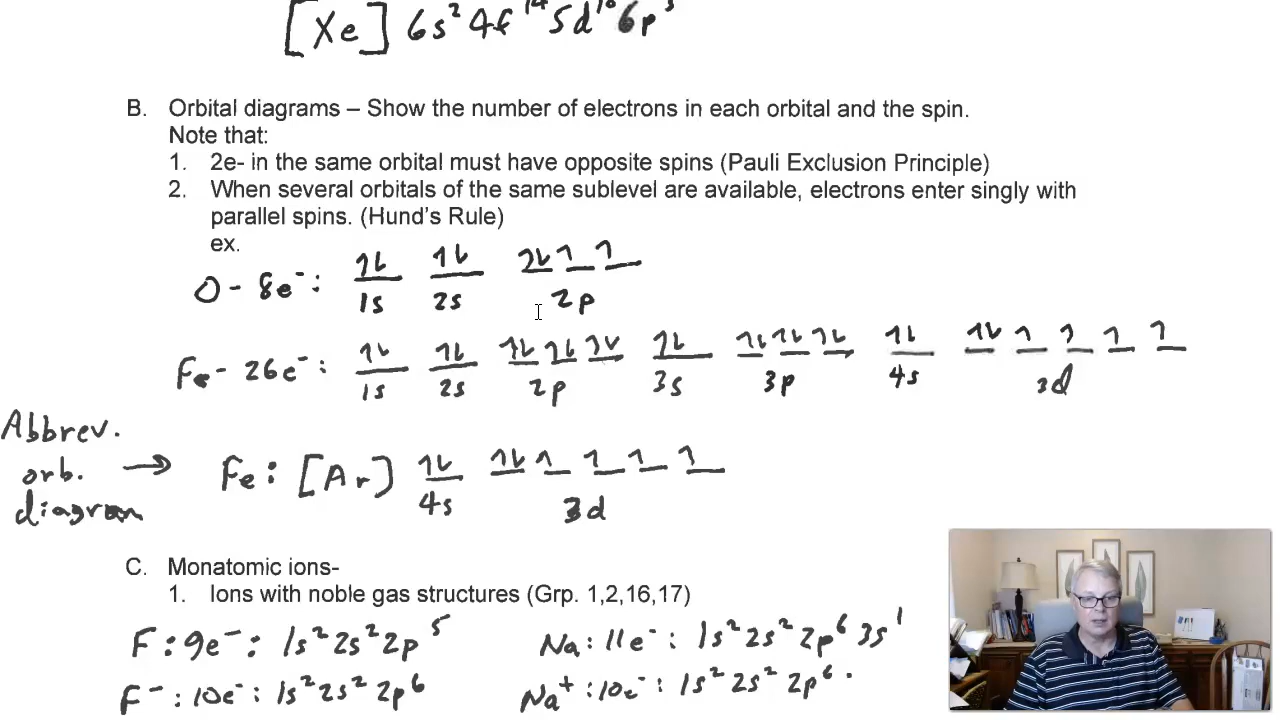 [Xe] 6s² 4f¹⁴ 5d¹⁰ 6p³
B. Orbital diagrams – Show the number of electrons in each orbital and the spin.
Note that:
1. 2e- in the same orbital must have opposite spins (Pauli Exclusion Principle)
2. When several orbitals of the same sublevel are available, electrons enter singly with
parallel spins. (Hund's Rule)
ex.
O - 8e⁻: ↿⇂ ↿⇂ ↿⇂ ↿ ↿
1s 2s 2p
Fe - 26e⁻: ↿⇂ ↿⇂ ↿⇂ ↿⇂ ↿⇂ ↿⇂ ↿⇂ ↿⇂ ↿⇂ ↿⇂ ↿⇂ ↿ ↿ ↿ ↿
1s 2s 2p 3s 3p 4s 3d
Abbrev.
orb. → Fe: [Ar] ↿⇂ ↿⇂ ↿ ↿ ↿ ↿
diagram 4s 3d
C. Monatomic ions-
1. Ions with noble gas structures (Grp. 1,2,16,17)
F: 9e⁻: 1s² 2s² 2p⁵ Na: 11e⁻: 1s² 2s² 2p⁶ 3s¹
F⁻: 10e⁻: 1s² 2s² 2p⁶ Na⁺: 10e⁻: 1s² 2s² 2p⁶.